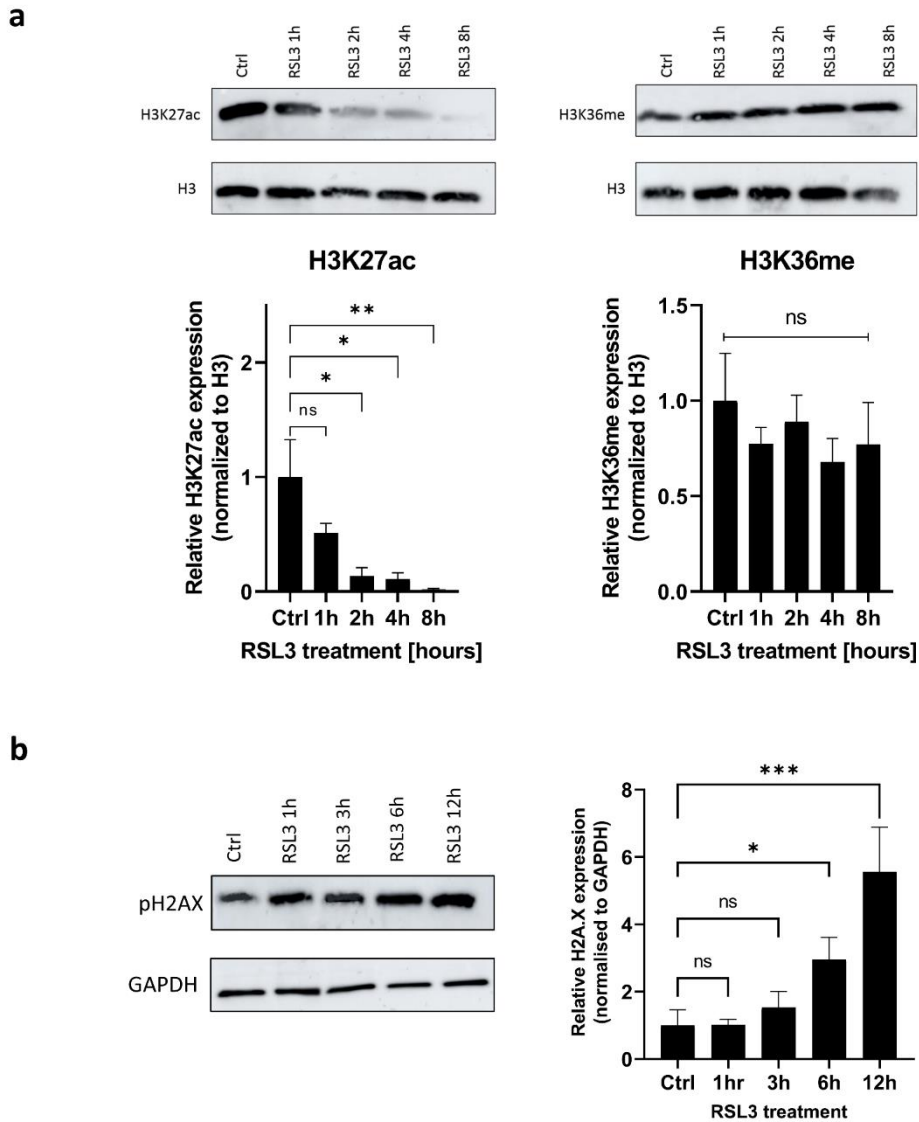 a
Ctrl
RSL3 1h
RSL3 2h
RSL3 4h
RSL3 8h
H3K27ac
H3
H3K27ac
Relative H3K27ac expression
(normalized to H3)
2
1
0
**
*
*
ns
Ctrl 1h 2h 4h 8h
RSL3 treatment [hours]
Ctrl
RSL3 1h
RSL3 2h
RSL3 4h
RSL3 8h
H3K36me
H3
H3K36me
Relative H3K36me expression
(normalized to H3)
1.5
1.0
0.5
0.0
ns
Ctrl 1h 2h 4h 8h
RSL3 treatment [hours]
b
Ctrl
RSL3 1h
RSL3 3h
RSL3 6h
RSL3 12h
pH2AX
GAPDH
Relative H2A.X expression
(normalised to GAPDH)
8
6
4
2
0
***
*
ns
ns
Ctrl 1hr 3h 6h 12h
RSL3 treatment